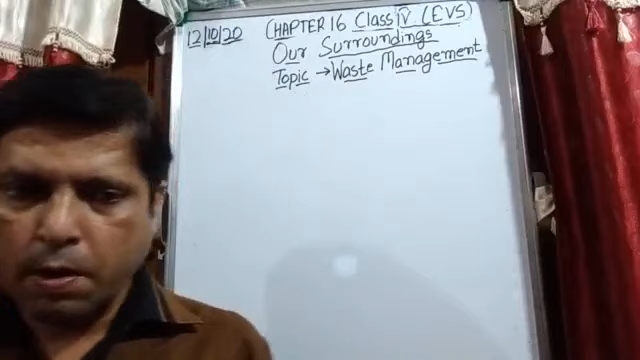 12/10/20 (CHAPTER 16 Class IV (EVS)
Our Surroundings
Topic → Waste Management